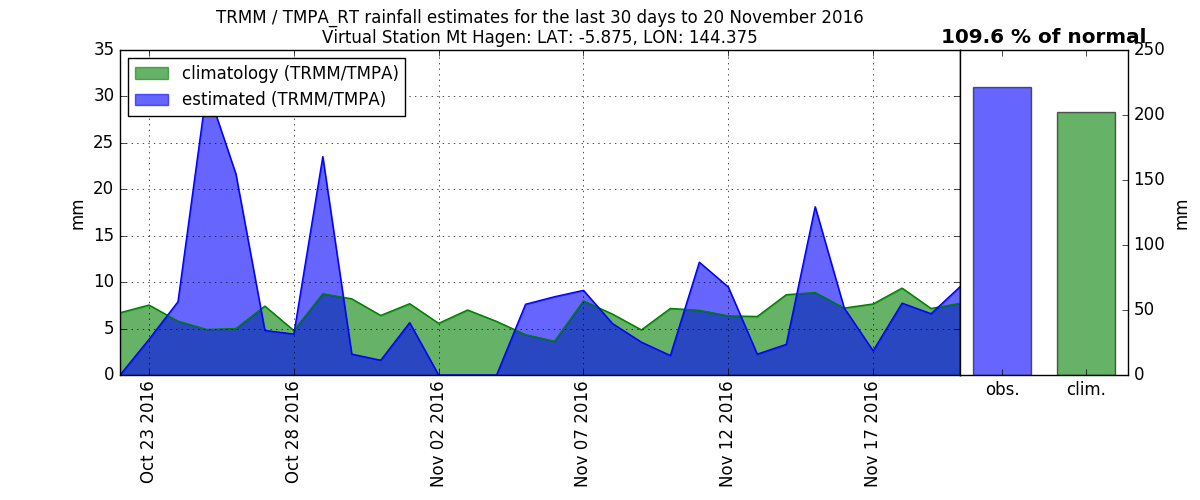 TRMM / TMPA_RT rainfall estimates for the last 30 days to 20 November 2016
Virtual Station Mt Hagen: LAT: -5.875, LON: 144.375
109.6 % of normal
climatology (TRMM/TMPA)
estimated (TRMM/TMPA)
35
30
25
20
15
10
5
0
mm
Oct 23 2016
Oct 28 2016
Nov 02 2016
Nov 07 2016
Nov 12 2016
Nov 17 2016
obs.
clim.
250
200
150
100
50
0
mm